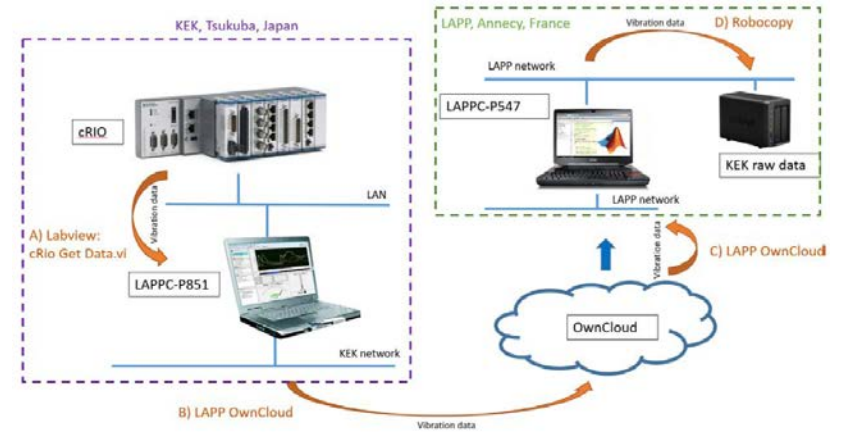 KEK, Tsukuba, Japan
cRIO
LAN
Vibration data
A) Labview:
cRio Get Data.vi
LAPPC-P851
KEK network
B) LAPP OwnCloud
Vibration data
LAPP, Annecy, France
Vibration data
D) Robocopy
LAPP network
LAPPC-P547
KEK raw data
LAPP network
Vibration data
C) LAPP OwnCloud
OwnCloud